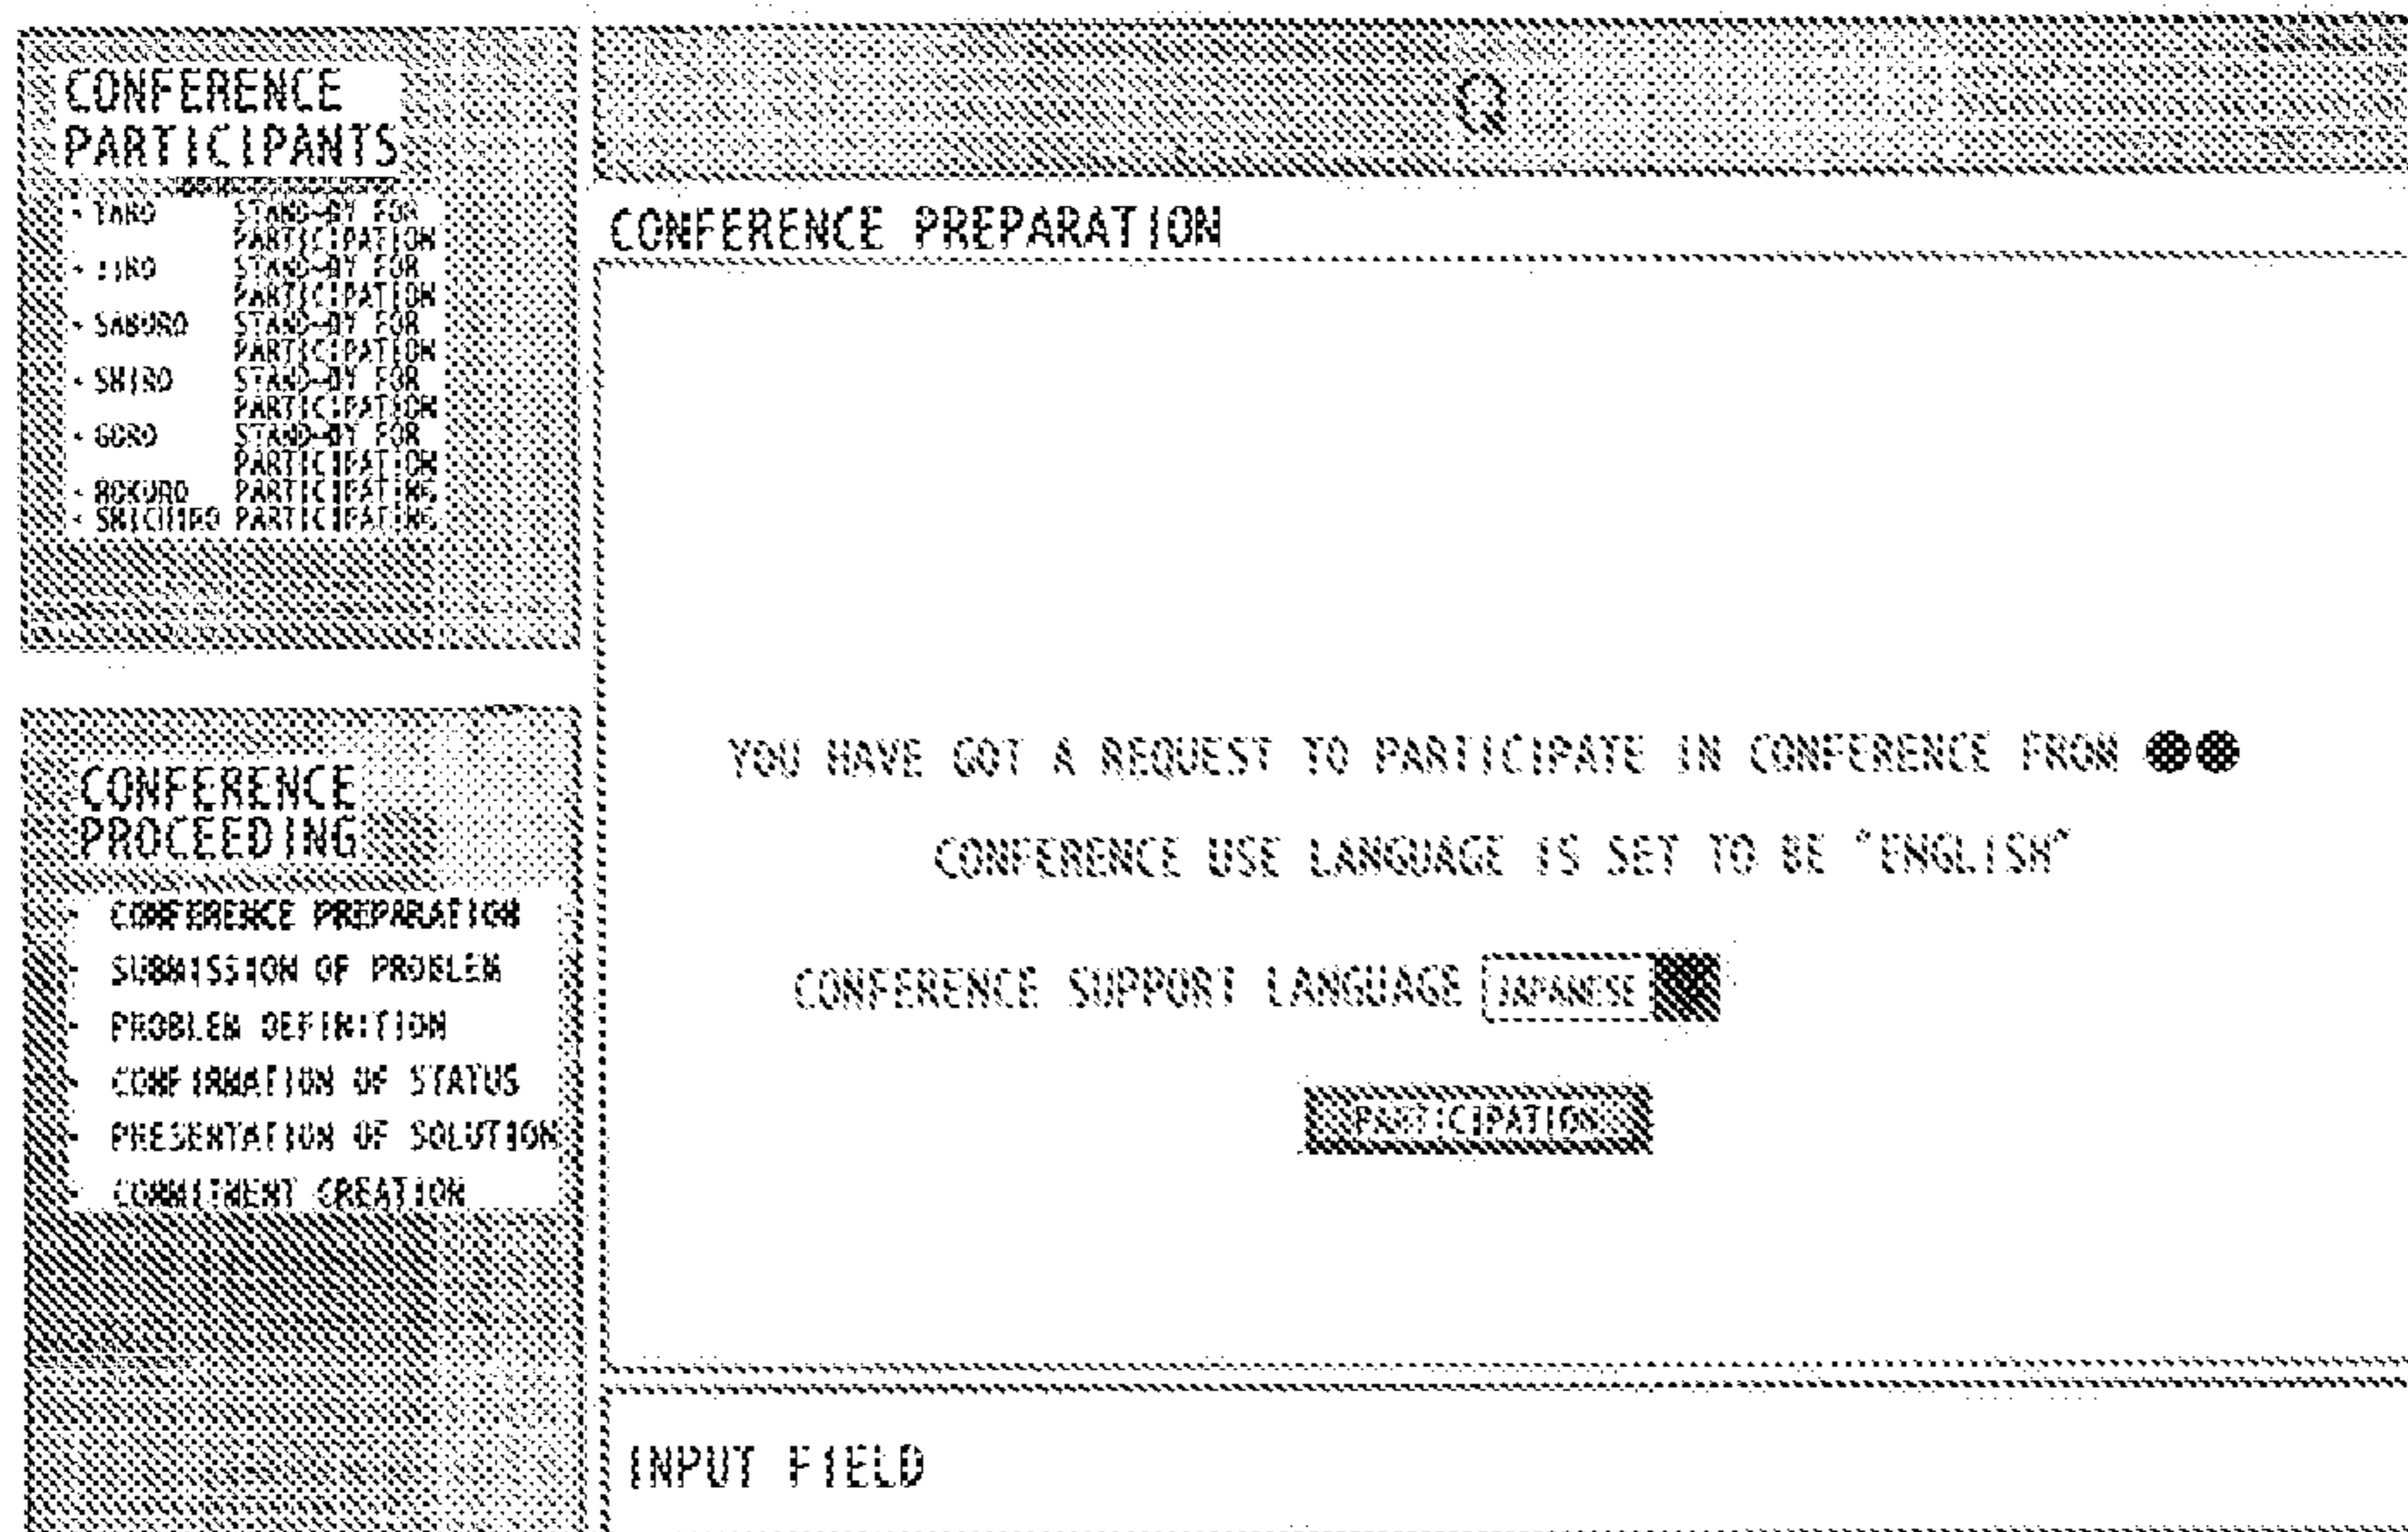 CONFERENCE
PARTICIPANTS
- TARO STAND-BY FOR
PARTICIPATION
- JIRO STAND-BY FOR
PARTICIPATION
- SABURO STAND-BY FOR
PARTICIPATION
- SHIRO STAND-BY FOR
PARTICIPATION
- GORO STAND-BY FOR
PARTICIPATION
- ROKURO PARTICIPATING
- SHICHIRO PARTICIPATING
CONFERENCE
PROCEEDING
- CONFERENCE PREPARATION
- SUBMISSION OF PROBLEM
- PROBLEM DEFINITION
- CONFIRMATION OF STATUS
- PRESENTATION OF SOLUTION
- COMMITMENT CREATION
CONFERENCE PREPARATION
YOU HAVE GOT A REQUEST TO PARTICIPATE IN CONFERENCE FROM ●●
CONFERENCE USE LANGUAGE IS SET TO BE "ENGLISH"
CONFERENCE SUPPORT LANGUAGE JAPANESE
PARTICIPATION
INPUT FIELD